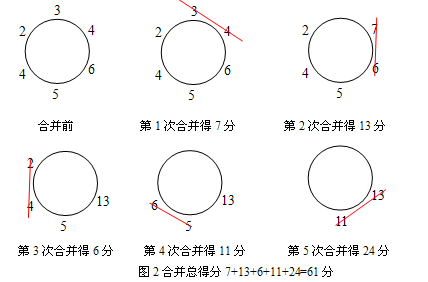 3 3
2 4 2 4 2 7
4 6 4 6 4 6
5 5 5
合并前 第 1 次合并得 7 分 第 2 次合并得 13 分
2
4 13 6 13 13
5 5 11
第 3 次合并得 6 分 第 4 次合并得 11 分 第 5 次合并得 24 分
图 2 合并总得分 7+13+6+11+24=61 分